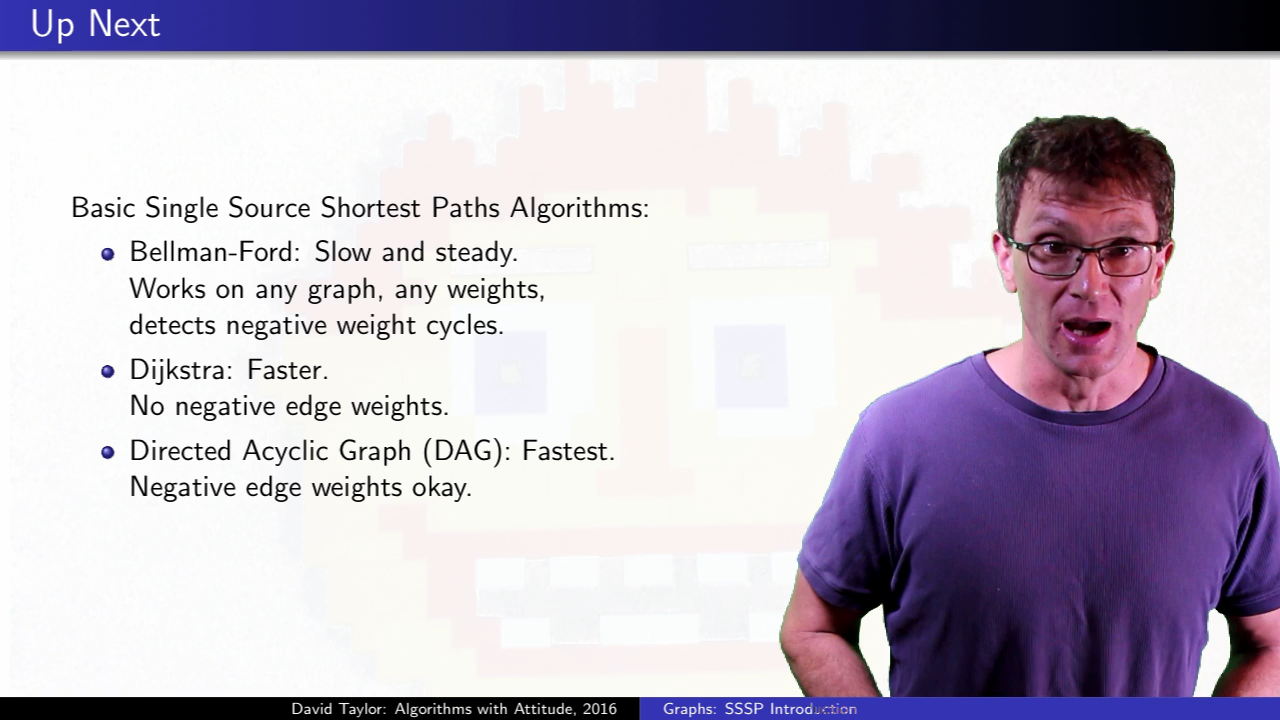 Up Next
Basic Single Source Shortest Paths Algorithms:
Bellman-Ford: Slow and steady.
Works on any graph, any weights,
detects negative weight cycles.
Dijkstra: Faster.
No negative edge weights.
Directed Acyclic Graph (DAG): Fastest.
Negative edge weights okay.
David Taylor: Algorithms with Attitude, 2016
Graphs: SSSP Introduction